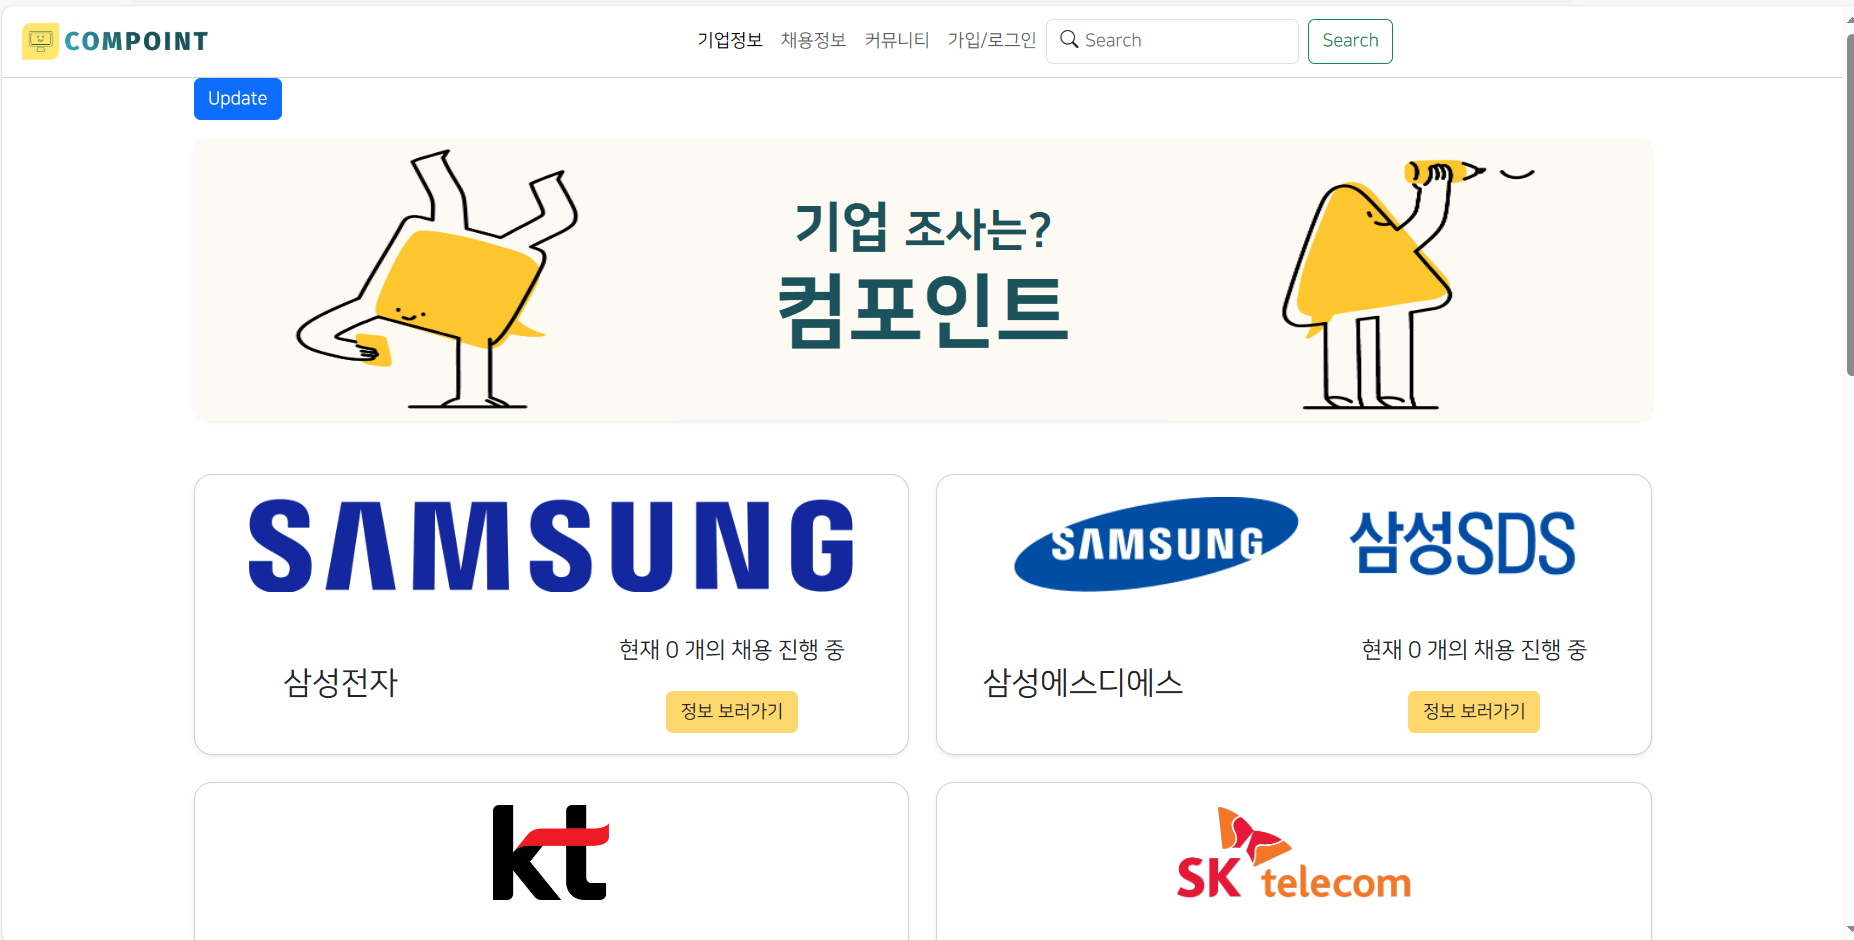 COMPOINT
기업정보 채용정보 커뮤니티 가입/로그인 Search Search
Update
기업 조사는?
컴포인트
SAMSUNG
현재 0 개의 채용 진행 중
삼성전자
정보 보러가기
SAMSUNG 삼성SDS
현재 0 개의 채용 진행 중
삼성에스디에스
정보 보러가기
kt
SK telecom